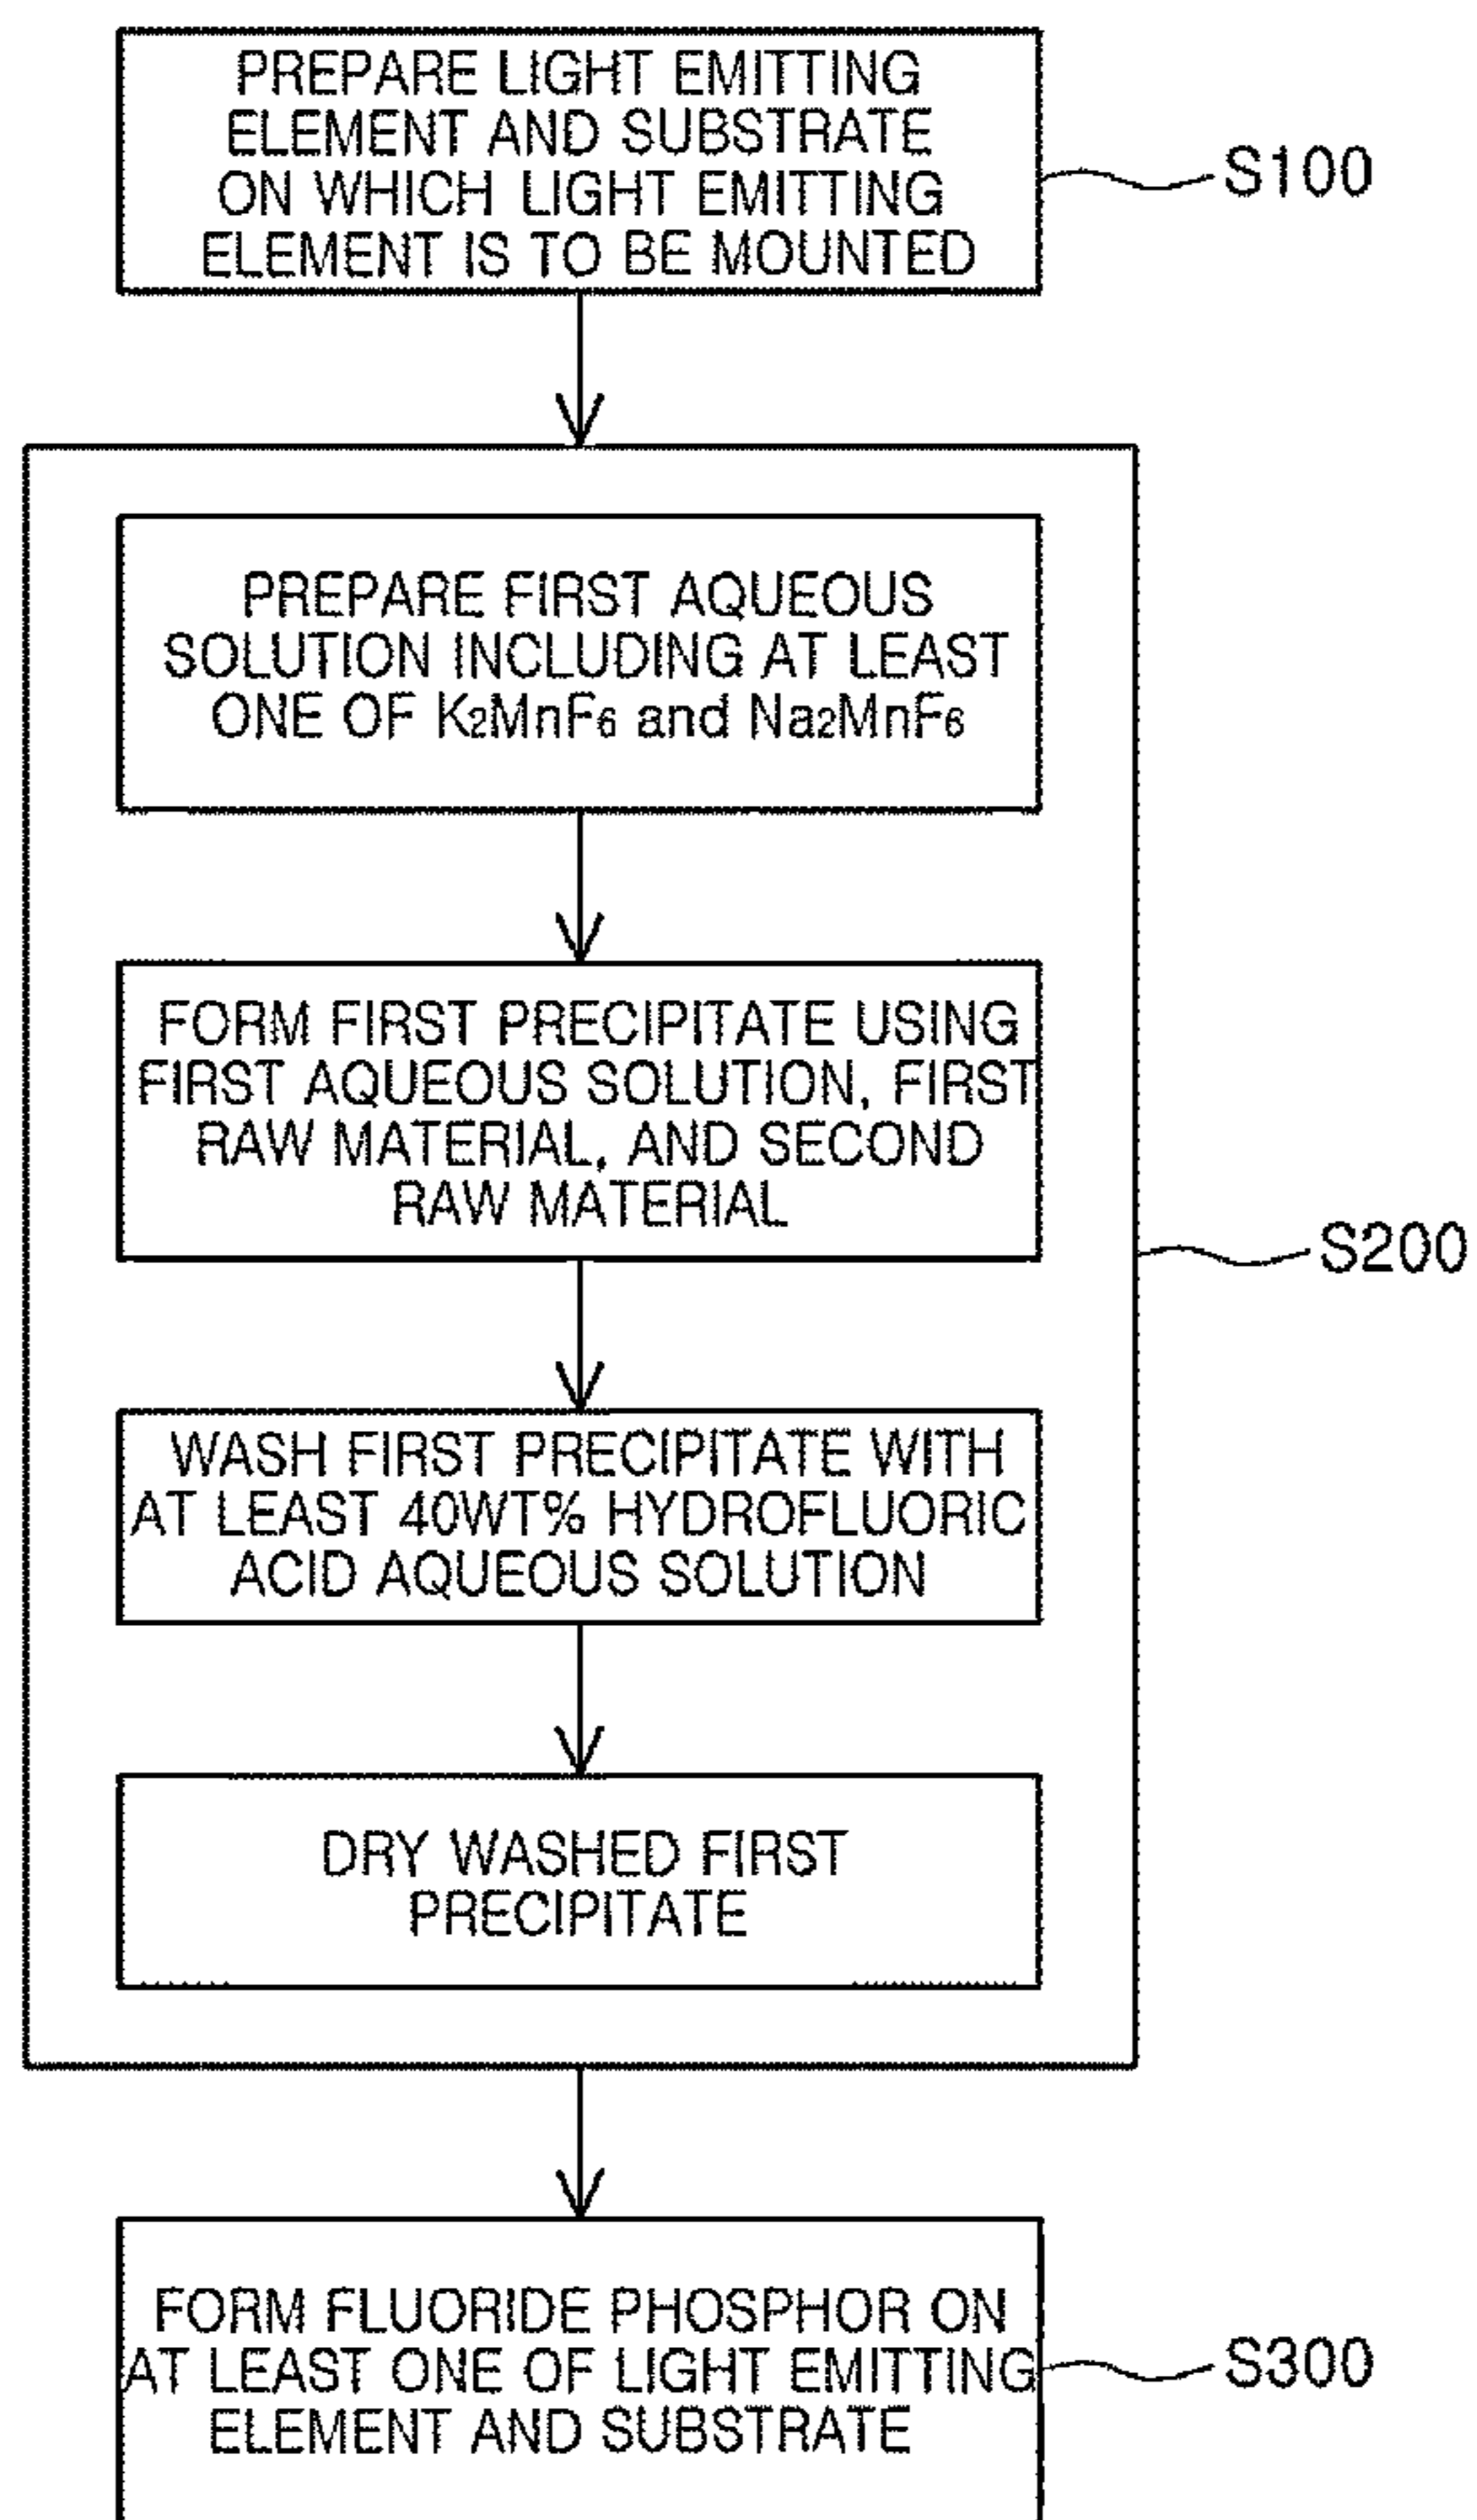 PREPARE LIGHT EMITTING
ELEMENT AND SUBSTRATE
ON WHICH LIGHT EMITTING
ELEMENT IS TO BE MOUNTED
S100
PREPARE FIRST AQUEOUS
SOLUTION INCLUDING AT LEAST
ONE OF K₂MnF₆ and Na₂MnF₆
FORM FIRST PRECIPITATE USING
FIRST AQUEOUS SOLUTION, FIRST
RAW MATERIAL, AND SECOND
RAW MATERIAL
S200
WASH FIRST PRECIPITATE WITH
AT LEAST 40WT% HYDROFLUORIC
ACID AQUEOUS SOLUTION
DRY WASHED FIRST
PRECIPITATE
FORM FLUORIDE PHOSPHOR ON
AT LEAST ONE OF LIGHT EMITTING
ELEMENT AND SUBSTRATE
S300